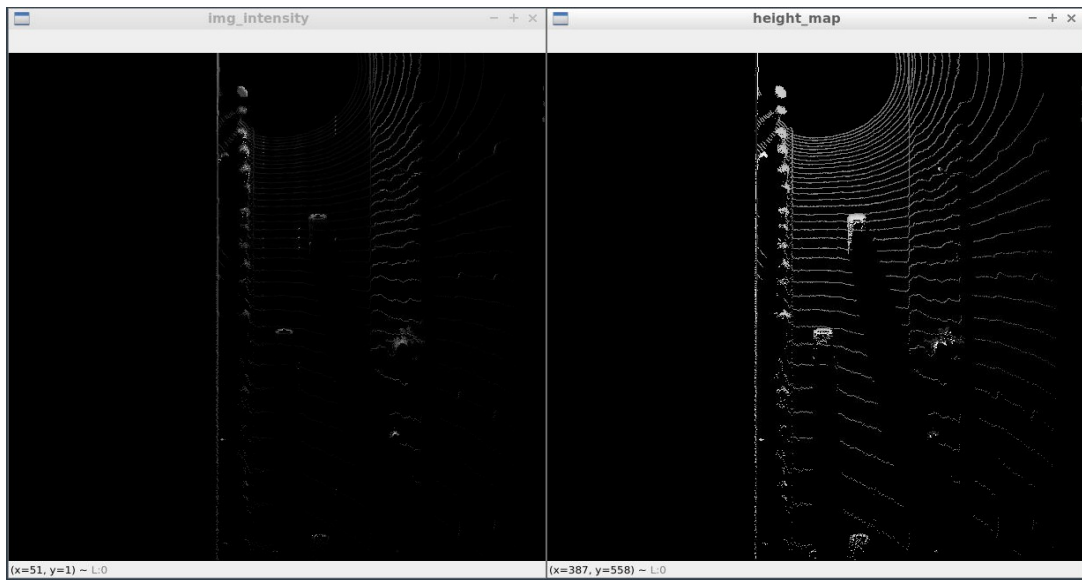 img_intensity
height_map
(x=51, y=1) ~ L:0
(x=387, y=558) ~ L:0